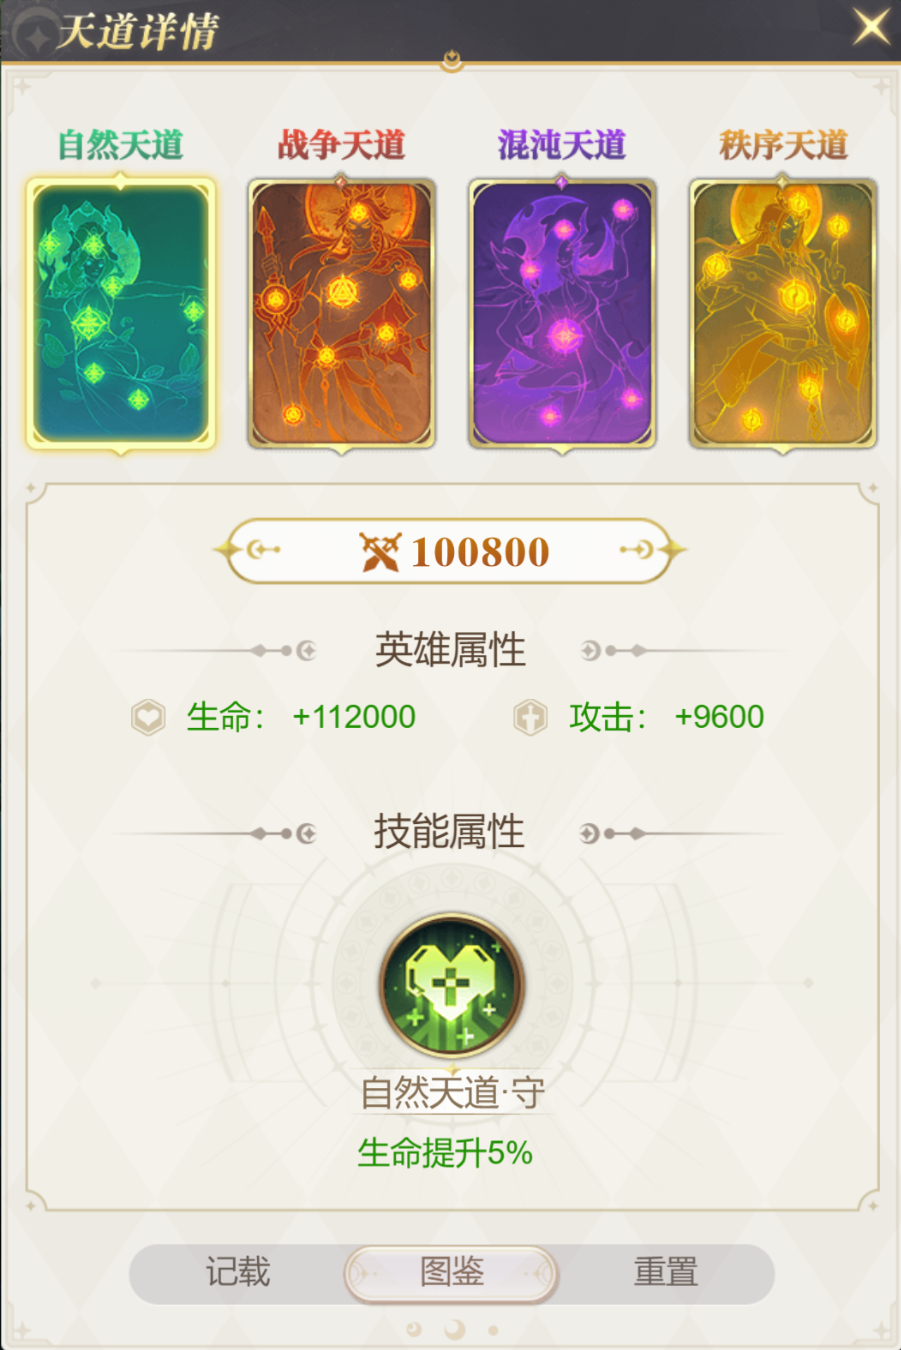 天道详情
自然天道 战争天道 混沌天道 秩序天道
100800
英雄属性
生命： +112000 攻击： +9600
技能属性
自然天道·守
生命提升5%
记载 图鉴 重置